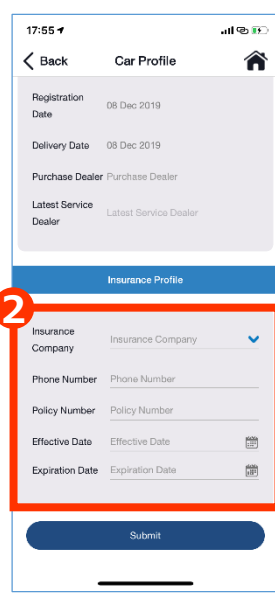 17:55
Back Car Profile
Registration Date 08 Dec 2019
Delivery Date 08 Dec 2019
Purchase Dealer Purchase Dealer
Latest Service Dealer Latest Service Dealer
Insurance Profile
2
Insurance Company Insurance Company
Phone Number Phone Number
Policy Number Policy Number
Effective Date Effective Date
Expiration Date Expiration Date
Submit